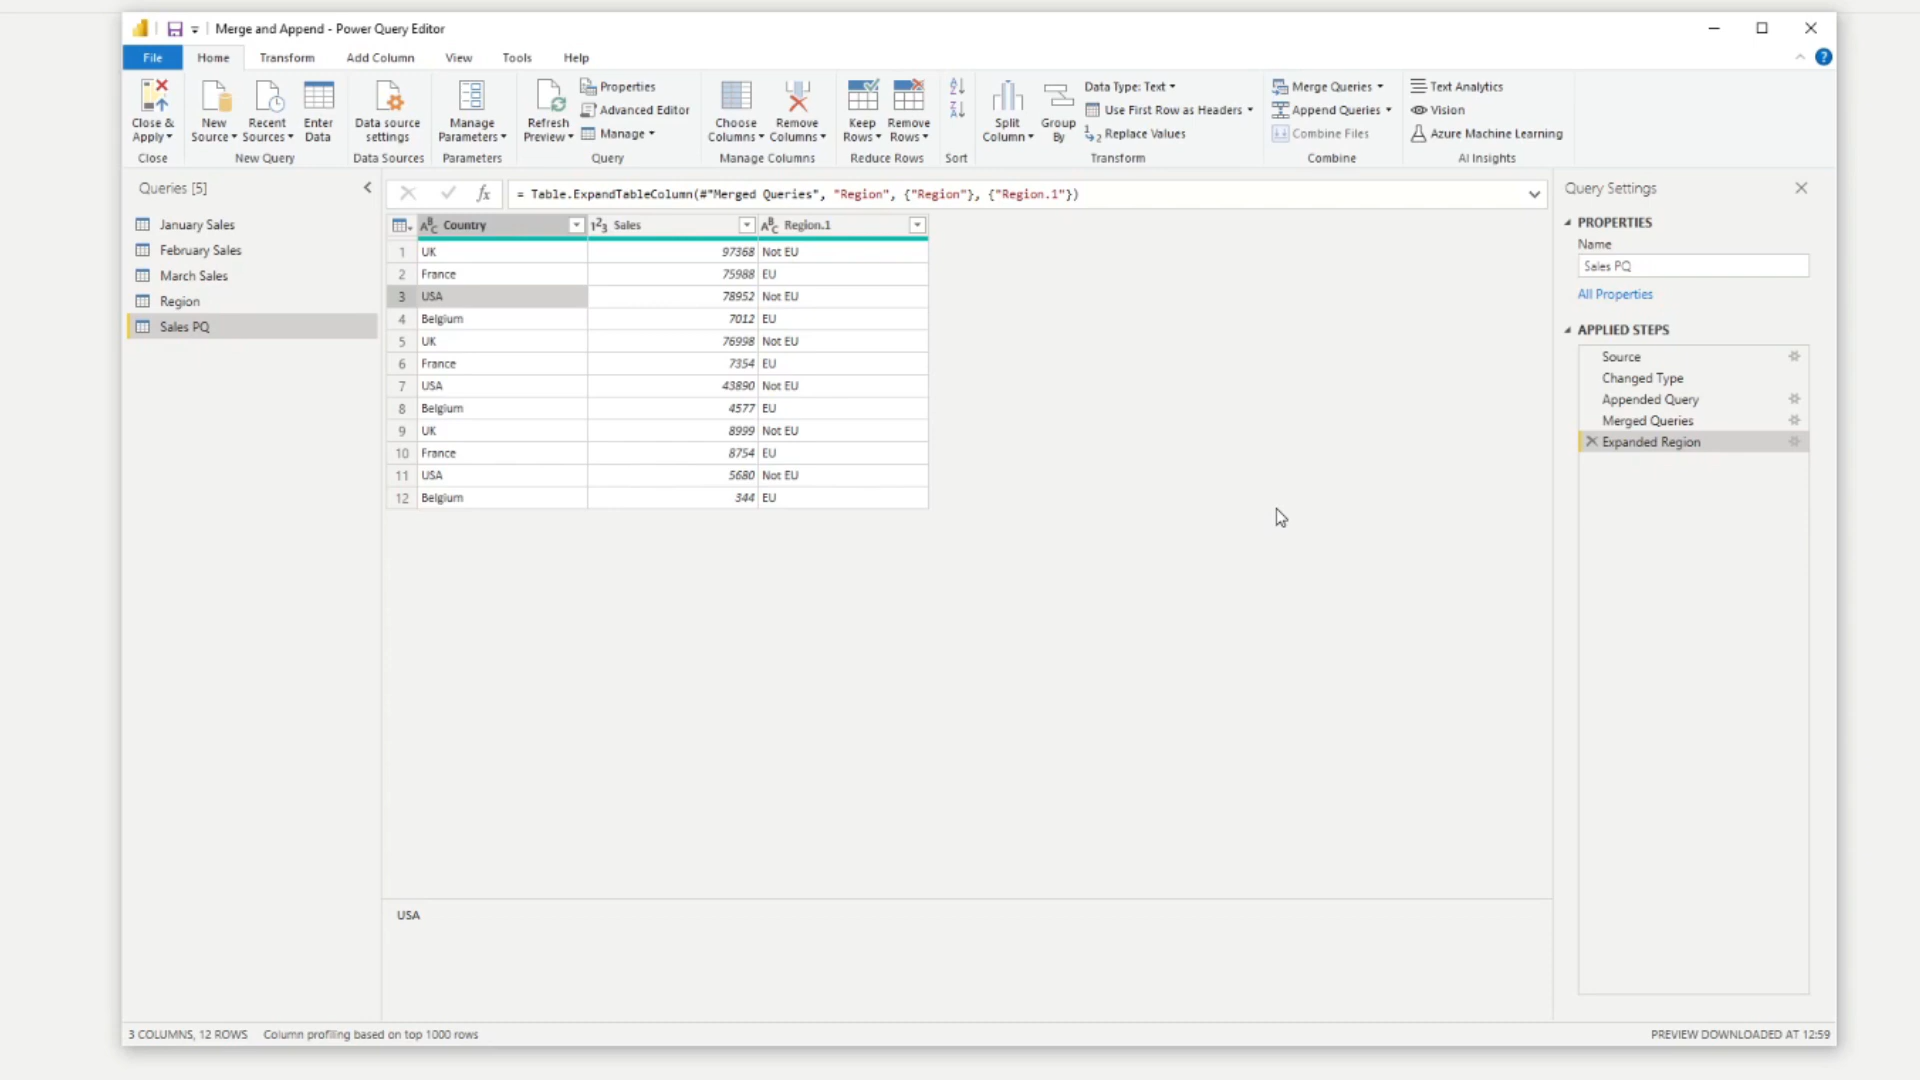 Merge and Append - Power Query Editor
File Home Transform Add Column View Tools Help
Close & Apply
New Source
Recent Sources
Enter Data
Data source settings
Manage Parameters
Refresh Preview
Properties
Advanced Editor
Manage
Choose Columns
Remove Columns
Keep Rows
Remove Rows
Split Column
Group By
Data Type: Text
Use First Row as Headers
Replace Values
Merge Queries
Append Queries
Combine Files
Text Analytics
Vision
Azure Machine Learning
Close New Query Data Sources Parameters Query Manage Columns Reduce Rows Sort Transform Combine AI Insights
Queries [5]
January Sales
February Sales
March Sales
Region
Sales PQ
= Table.ExpandTableColumn(#"Merged Queries", "Region", {"Region"}, {"Region.1"})
Country Sales Region.1
1 UK 97368 Not EU
2 France 75988 EU
3 USA 78952 Not EU
4 Belgium 7012 EU
5 UK 76998 Not EU
6 France 7354 EU
7 USA 43890 Not EU
8 Belgium 4577 EU
9 UK 8999 Not EU
10 France 8754 EU
11 USA 5680 Not EU
12 Belgium 344 EU
USA
Query Settings
PROPERTIES
Name
Sales PQ
All Properties
APPLIED STEPS
Source
Changed Type
Appended Query
Merged Queries
Expanded Region
3 COLUMNS, 12 ROWS Column profiling based on top 1000 rows
PREVIEW DOWNLOADED AT 12:59